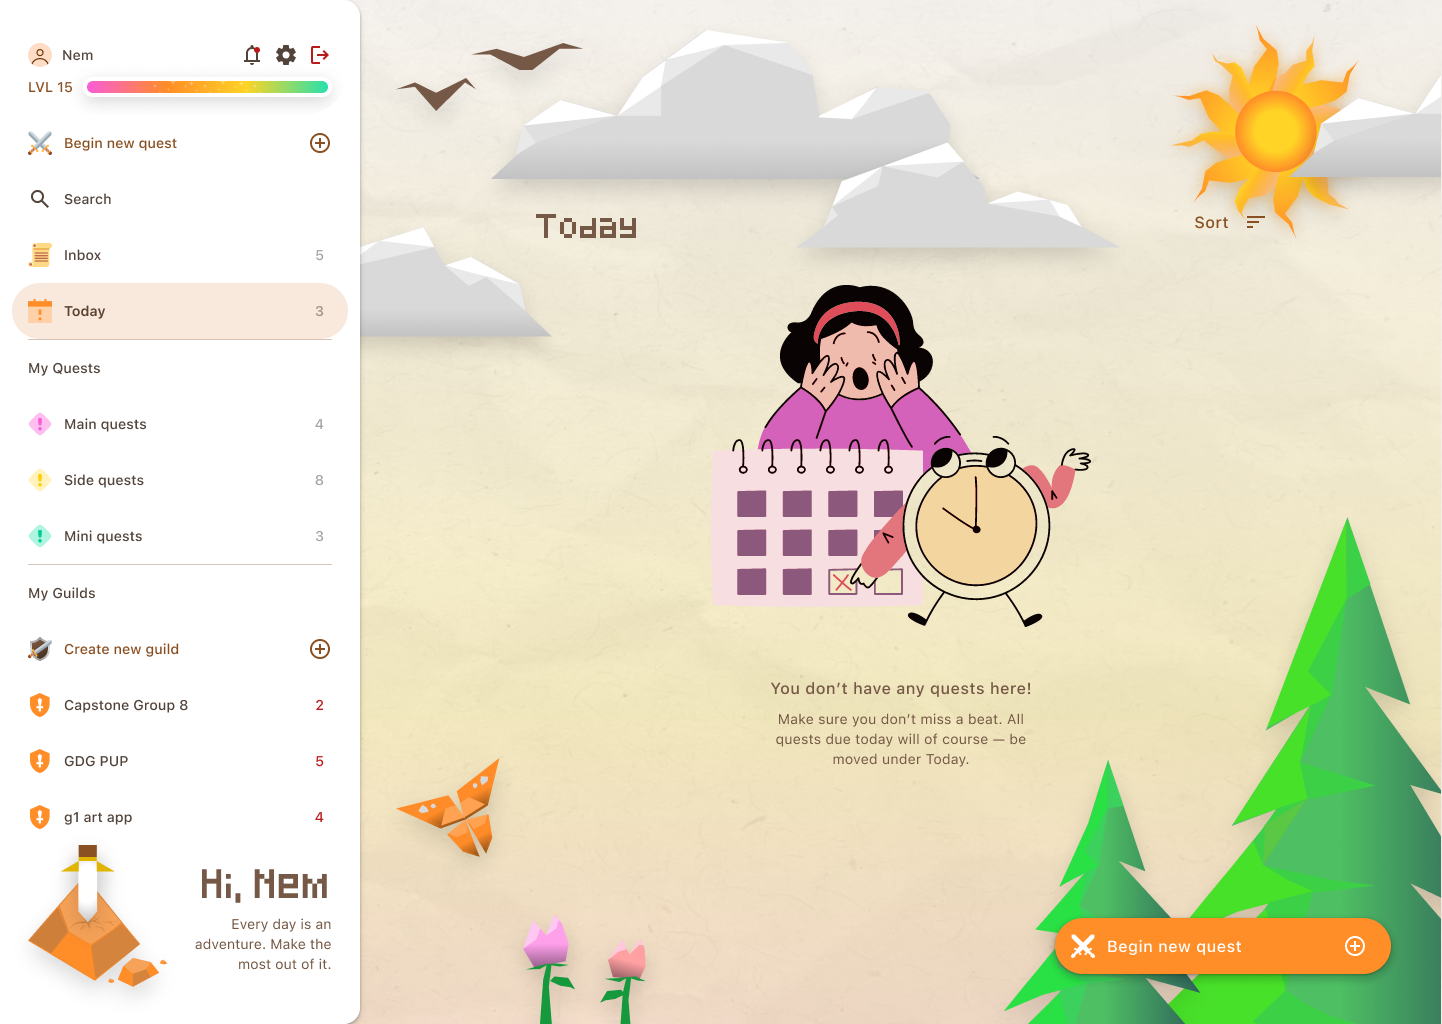 Nem
LVL 15
Begin new quest
Search
Inbox 5
Today 3
My Quests
Main quests 4
Side quests 8
Mini quests 3
My Guilds
Create new guild
Capstone Group 8 2
GDG PUP 5
g1 art app 4
Hi, Nem
Every day is an
adventure. Make the
most out of it.
Today
Sort
You don’t have any quests here!
Make sure you don’t miss a beat. All
quests due today will of course — be
moved under Today.
Begin new quest